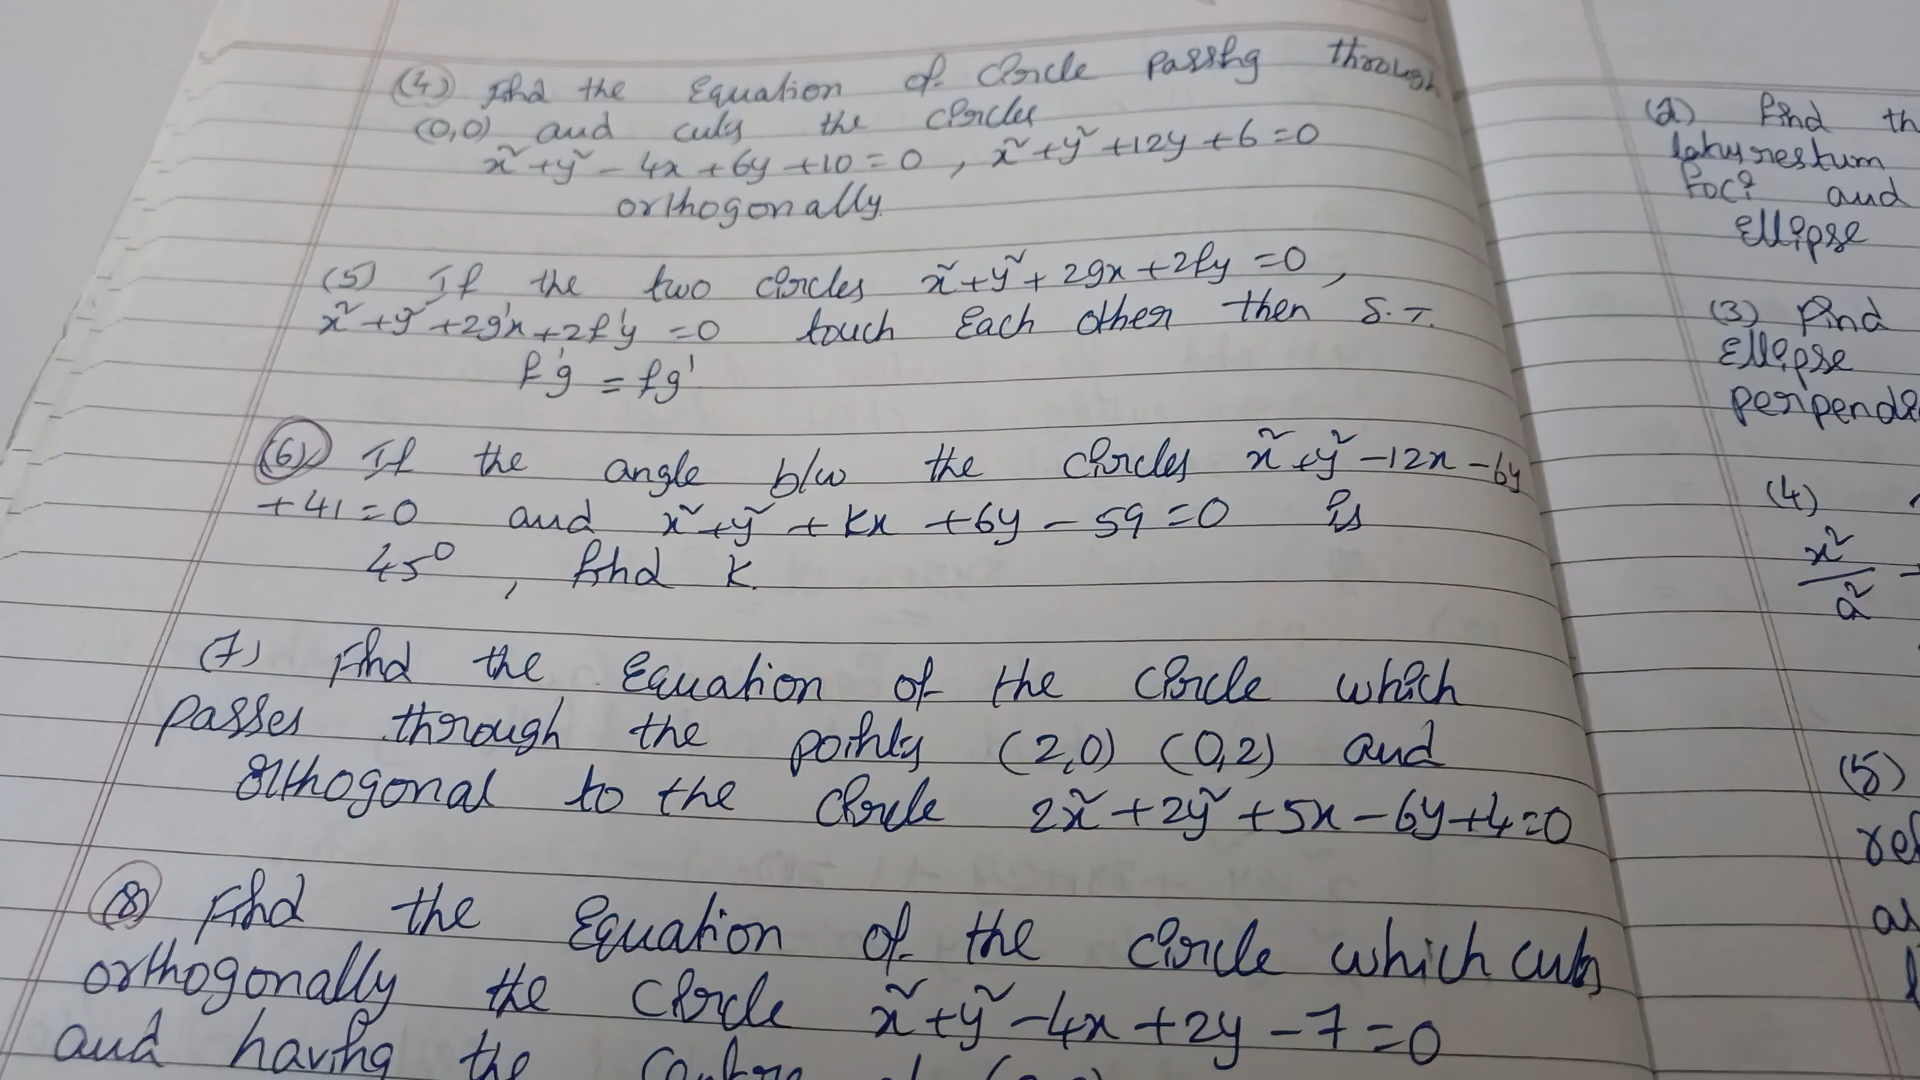 (4) Find the Equation of Circle passing through
(0,0) and cuts the circles
x²+y²-4x+6y+10=0, x²+y²+12y+6=0
orthogonally.
(5) If the two circles x²+y²+2gx+2fy=0,
x²+y²+2g'x+2f'y=0 touch Each other then S.T.
f'g = fg'
(6) If the angle b/w the circles x²+y²-12x-6y
+41=0 and x²+y²+kx+6y-59=0 is
45°, find k.
(7) Find the Equation of the circle which
passes through the points (2,0) (0,2) and
orthogonal to the circle 2x²+2y²+5x-6y+4=0
(8) Find the Equation of the circle which cuts
orthogonally the circle x²+y²-4x+2y-7=0
and having the
(2) Find th
latusrectum
foci and
Ellipse
(3) Find
Ellipse
(4)
x²/a²
(5)